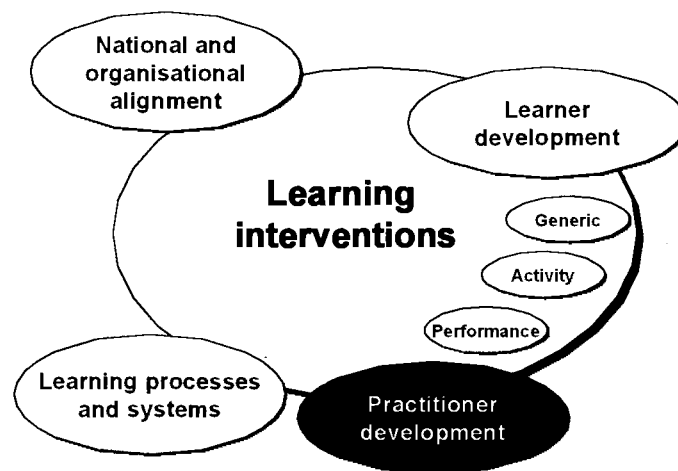 National and
organisational
alignment
Learner
development
Learning
interventions
Generic
Activity
Performance
Learning processes
and systems
Practitioner
development